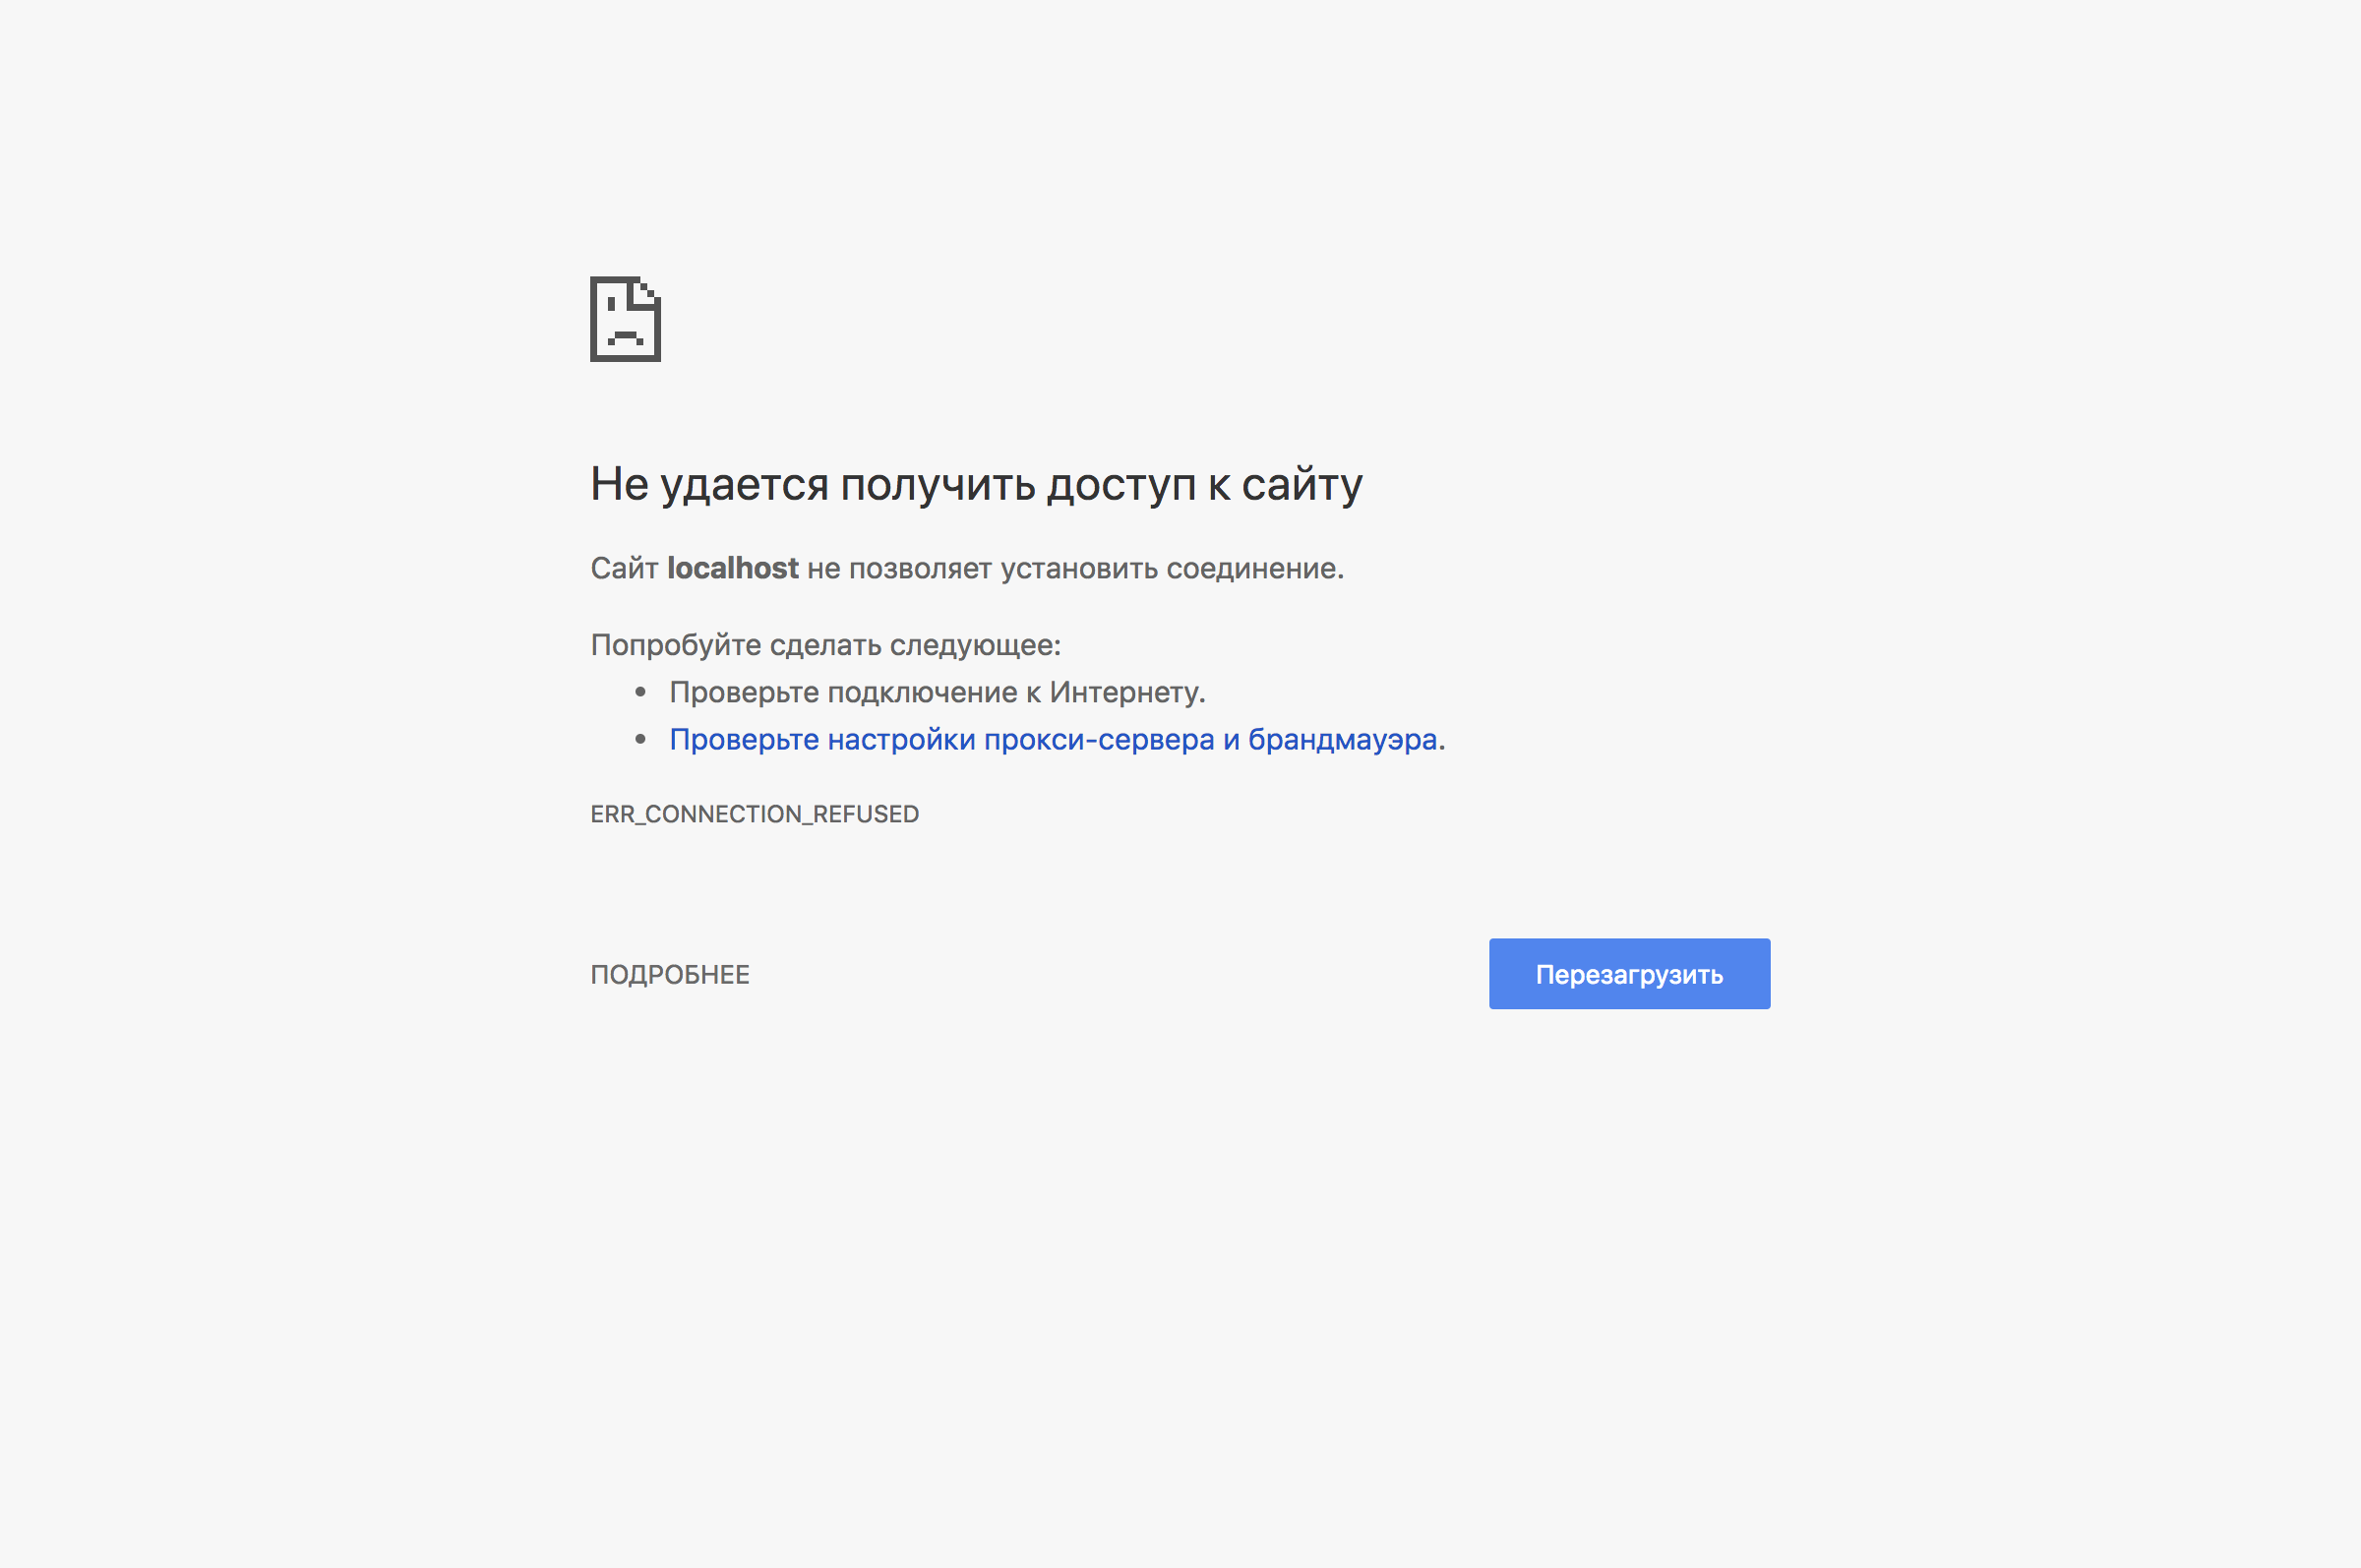 Не удается получить доступ к сайту
Сайт localhost не позволяет установить соединение.
Попробуйте сделать следующее:
Проверьте подключение к Интернету.
Проверьте настройки прокси-сервера и брандмауэра.
ERR_CONNECTION_REFUSED
ПОДРОБНЕЕ
Перезагрузить